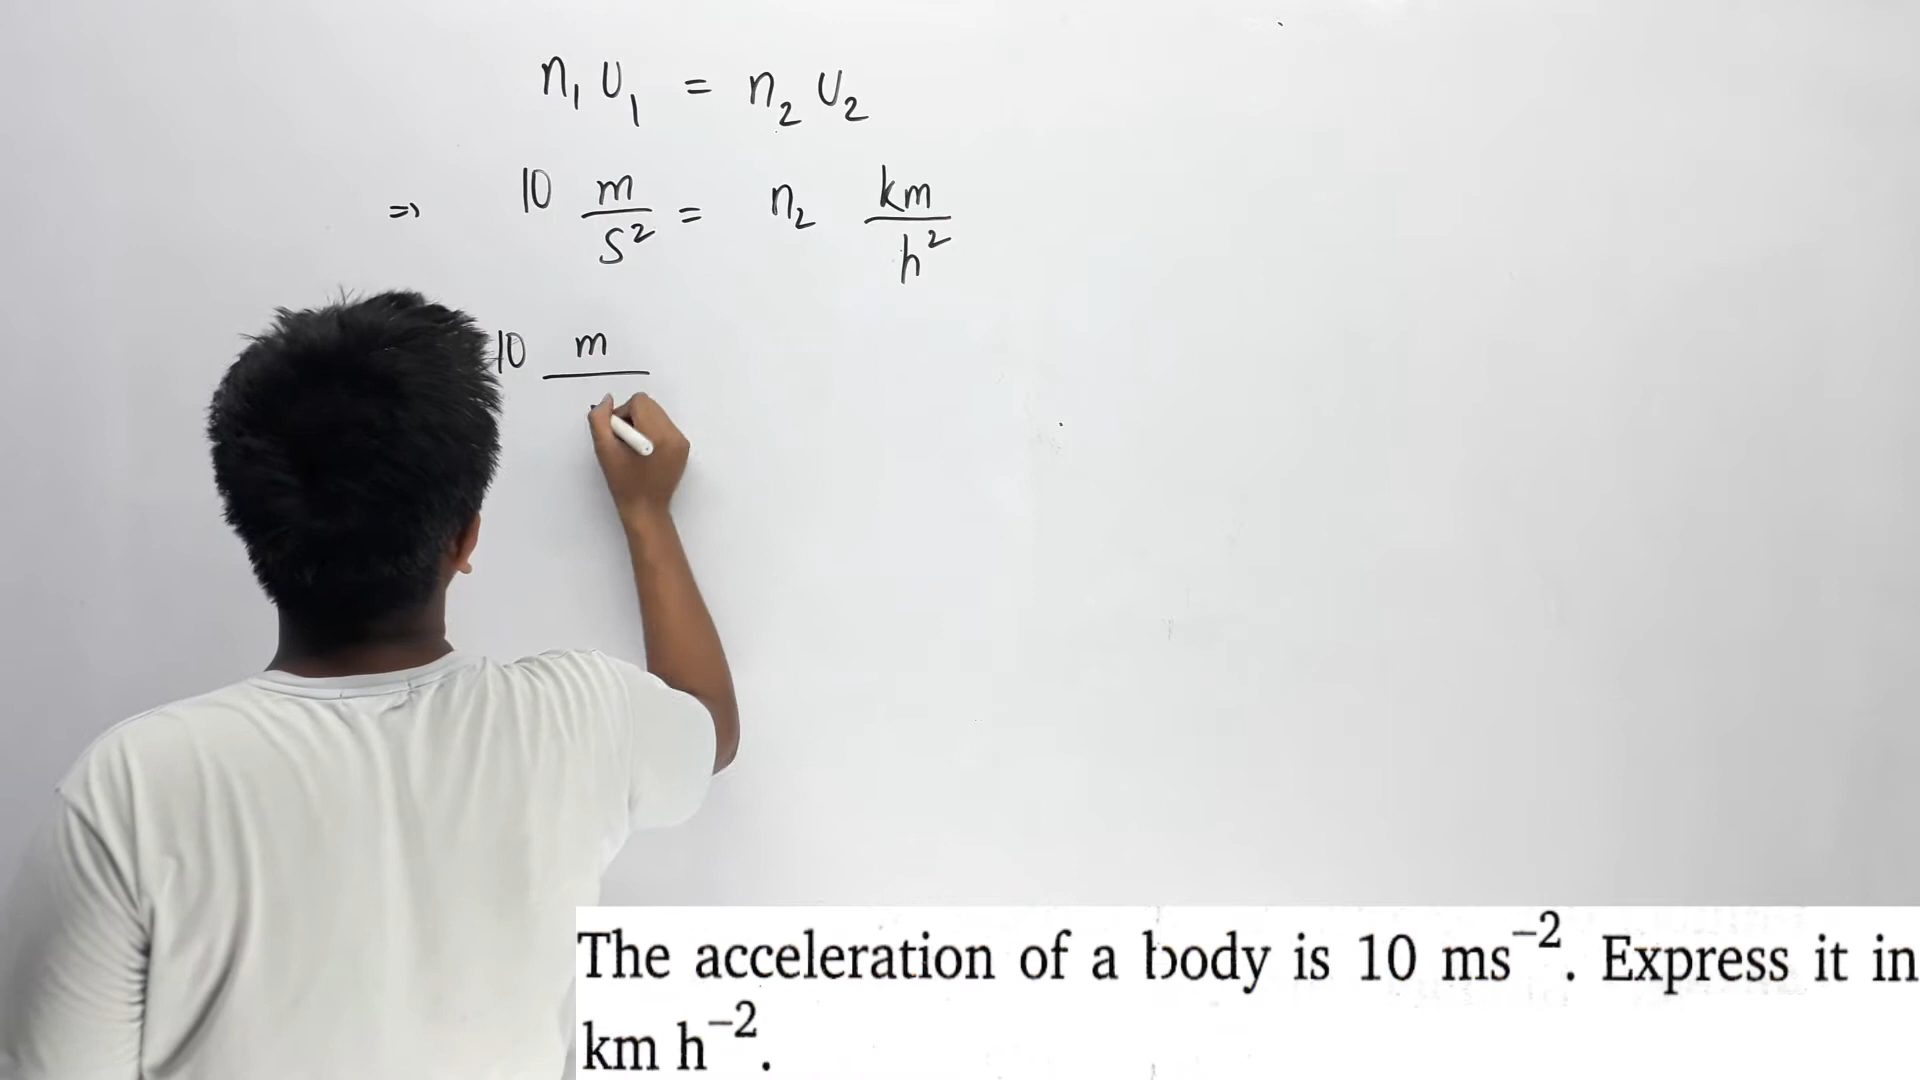 n₁ U₁ = n₂ U₂
⇒ 10 m/s² = n₂ km/h²
10 m
The acceleration of a body is 10 ms⁻². Express it in
km h⁻².